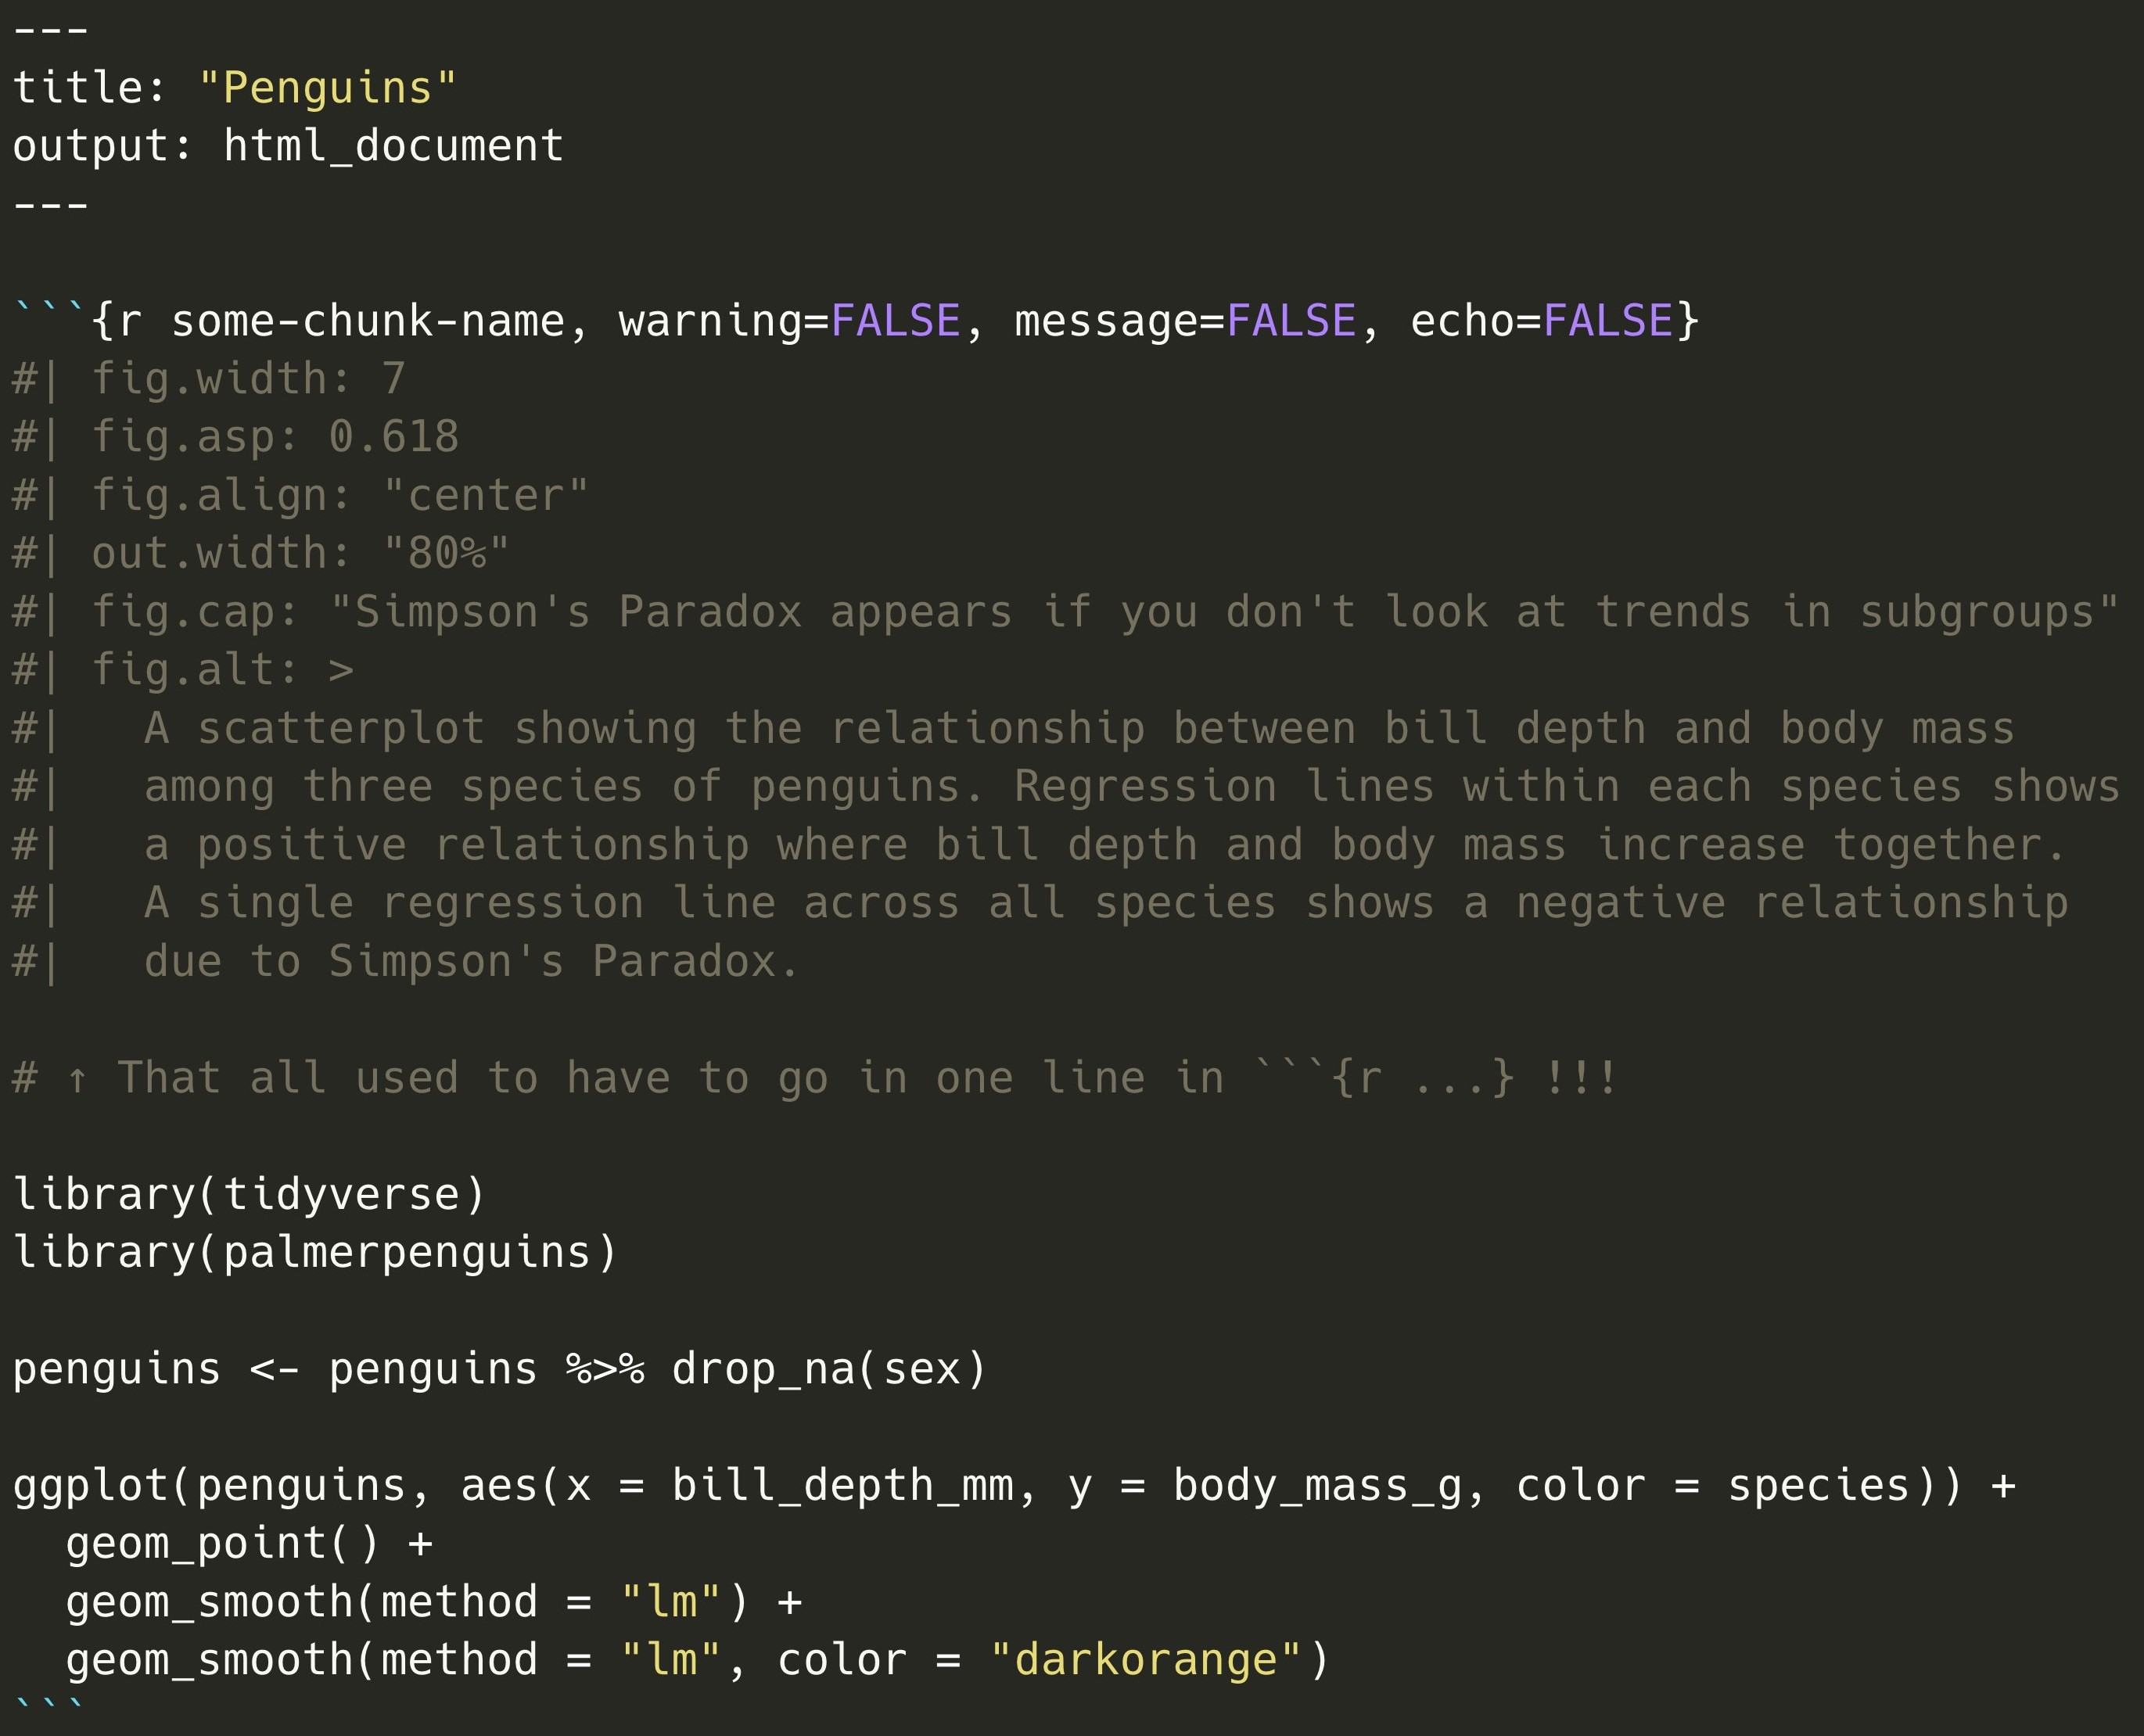 ---
title: "Penguins"
output: html_document
---
```{r some-chunk-name, warning=FALSE, message=FALSE, echo=FALSE}
#| fig.width: 7
#| fig.asp: 0.618
#| fig.align: "center"
#| out.width: "80%"
#| fig.cap: "Simpson's Paradox appears if you don't look at trends in subgroups"
#| fig.alt: >
#|   A scatterplot showing the relationship between bill depth and body mass
#|   among three species of penguins. Regression lines within each species shows
#|   a positive relationship where bill depth and body mass increase together.
#|   A single regression line across all species shows a negative relationship
#|   due to Simpson's Paradox.
# ↑ That all used to have to go in one line in ```{r ...} !!!
library(tidyverse)
library(palmerpenguins)
penguins <- penguins %>% drop_na(sex)
ggplot(penguins, aes(x = bill_depth_mm, y = body_mass_g, color = species)) +
  geom_point() +
  geom_smooth(method = "lm") +
  geom_smooth(method = "lm", color = "darkorange")
```